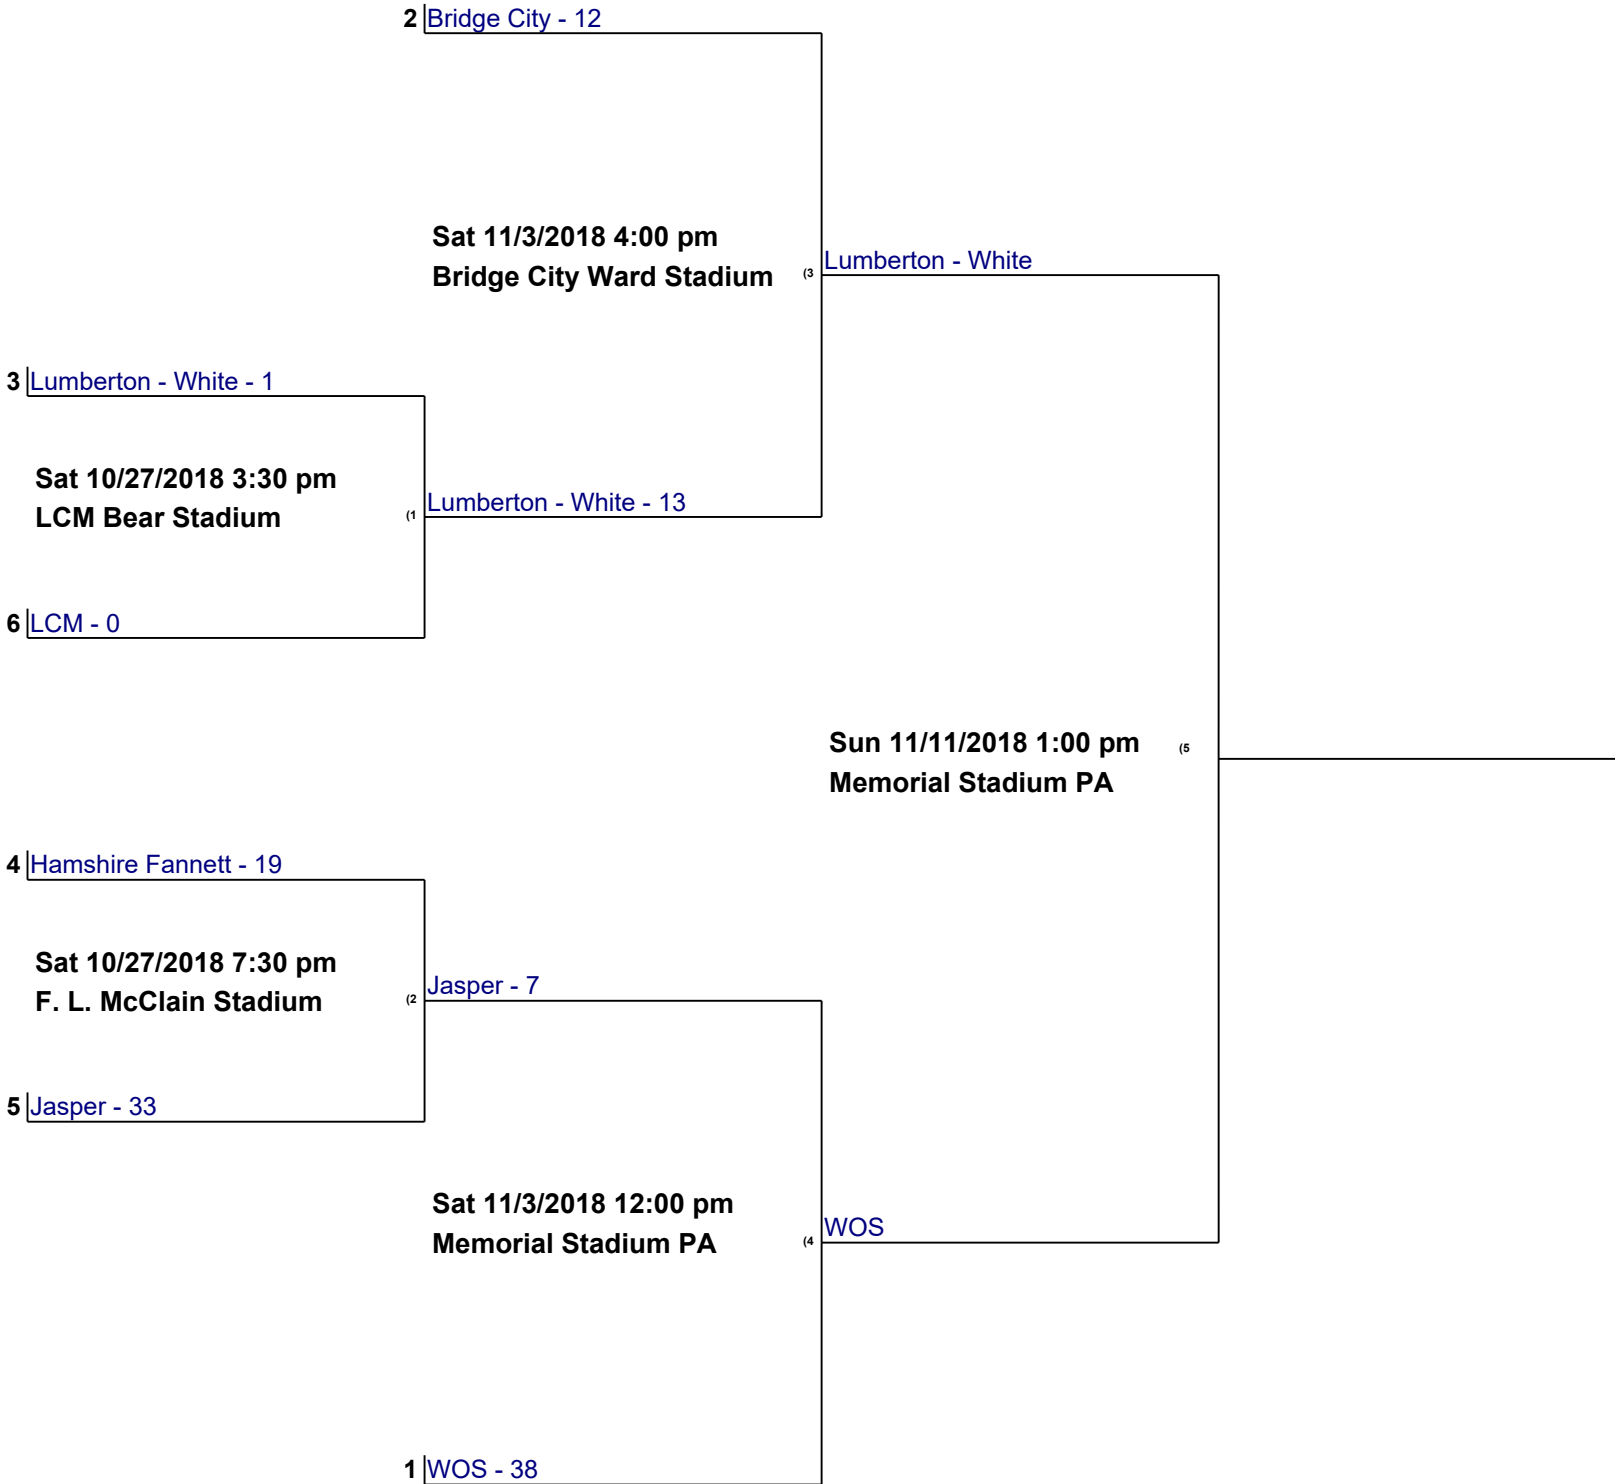 2 Bridge City - 12
Sat 11/3/2018 4:00 pm
Bridge City Ward Stadium (3
Lumberton - White
3 Lumberton - White - 1
Sat 10/27/2018 3:30 pm
LCM Bear Stadium (1
Lumberton - White - 13
6 LCM - 0
Sun 11/11/2018 1:00 pm (5
Memorial Stadium PA
4 Hamshire Fannett - 19
Sat 10/27/2018 7:30 pm
F. L. McClain Stadium (2
Jasper - 7
5 Jasper - 33
Sat 11/3/2018 12:00 pm
Memorial Stadium PA (4
WOS
1 WOS - 38